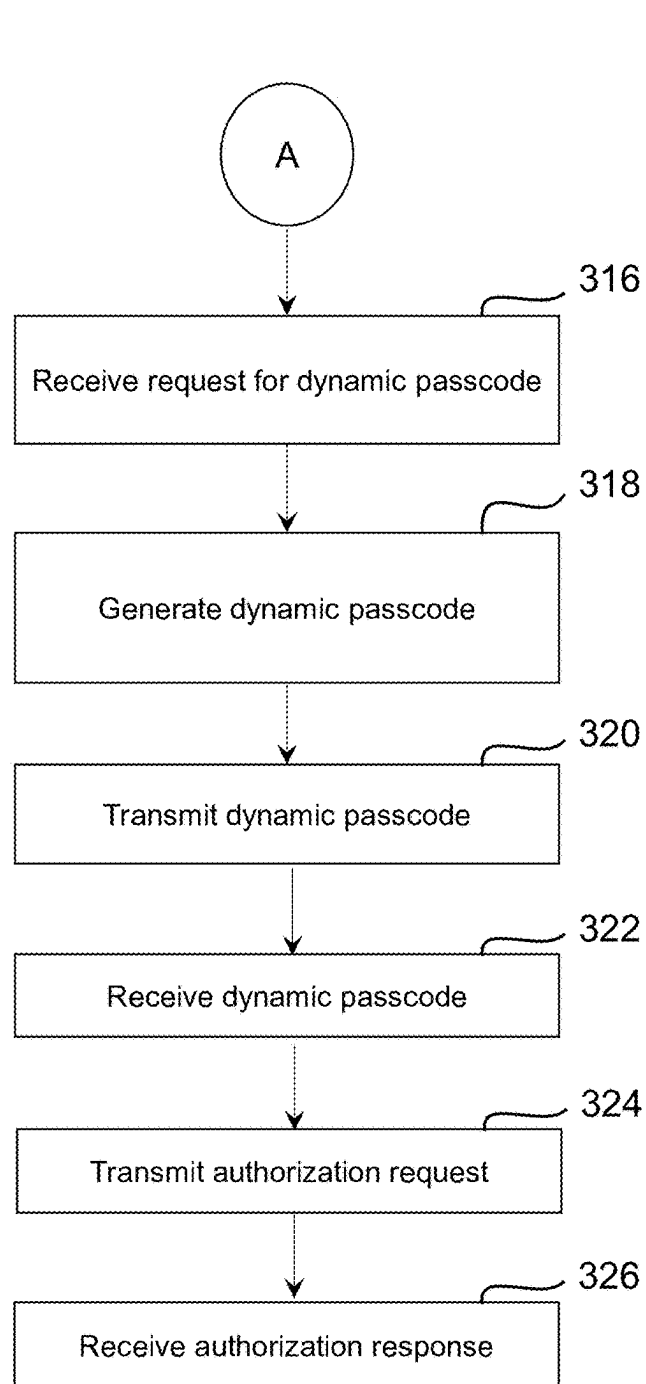 A
316
Receive request for dynamic passcode
318
Generate dynamic passcode
320
Transmit dynamic passcode
322
Receive dynamic passcode
324
Transmit authorization request
326
Receive authorization response